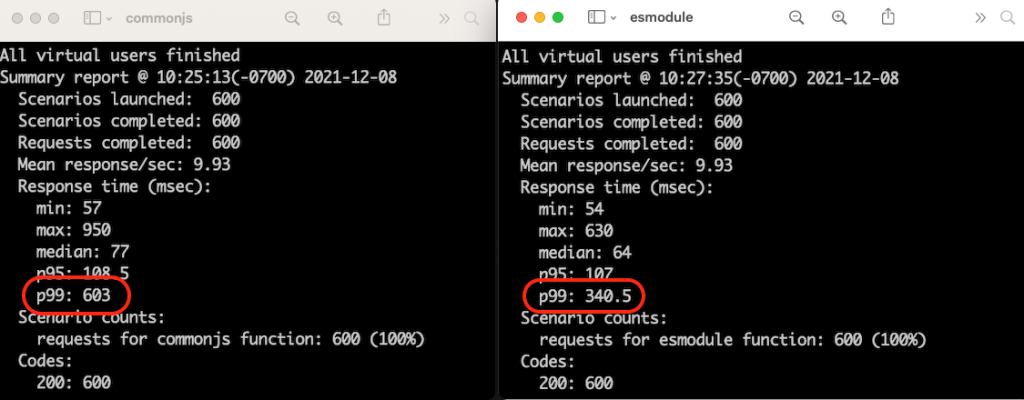 commonjs
All virtual users finished
Summary report @ 10:25:13(-0700) 2021-12-08
Scenarios launched: 600
Scenarios completed: 600
Requests completed: 600
Mean response/sec: 9.93
Response time (msec):
min: 57
max: 950
median: 77
p95: 108.5
p99: 603
Scenario counts:
requests for commonjs function: 600 (100%)
Codes:
200: 600
esmodule
All virtual users finished
Summary report @ 10:27:35(-0700) 2021-12-08
Scenarios launched: 600
Scenarios completed: 600
Requests completed: 600
Mean response/sec: 9.93
Response time (msec):
min: 54
max: 630
median: 64
p95: 107
p99: 340.5
Scenario counts:
requests for esmodule function: 600 (100%)
Codes:
200: 600